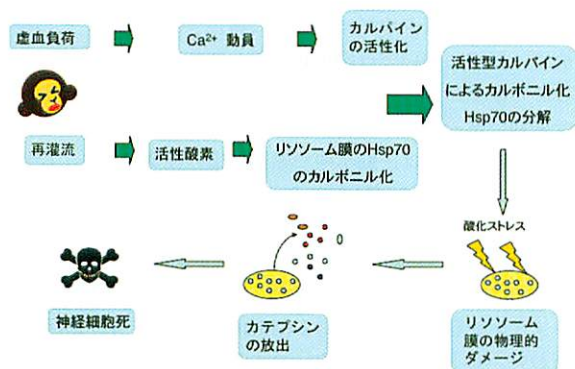 虚血負荷
Ca²⁺ 動員
カルパイン
の活性化
活性型カルパイン
によるカルボニル化
Hsp70の分解
再灌流
活性酸素
リソソーム膜のHsp70
のカルボニル化
酸化ストレス
リソソーム
膜の物理的
ダメージ
カテプシン
の放出
神経細胞死